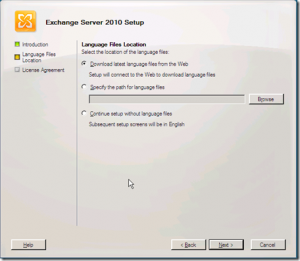 Exchange Server 2010 Setup
Introduction
Language Files
Location
License Agreement
Language Files Location
Select the location of the language files:
Download latest language files from the Web
Setup will connect to the Web to download language files
Specify the path for language files
Browse
Continue setup without language files
Subsequent setup screens will be in English
Help
< Back
Next >
Cancel